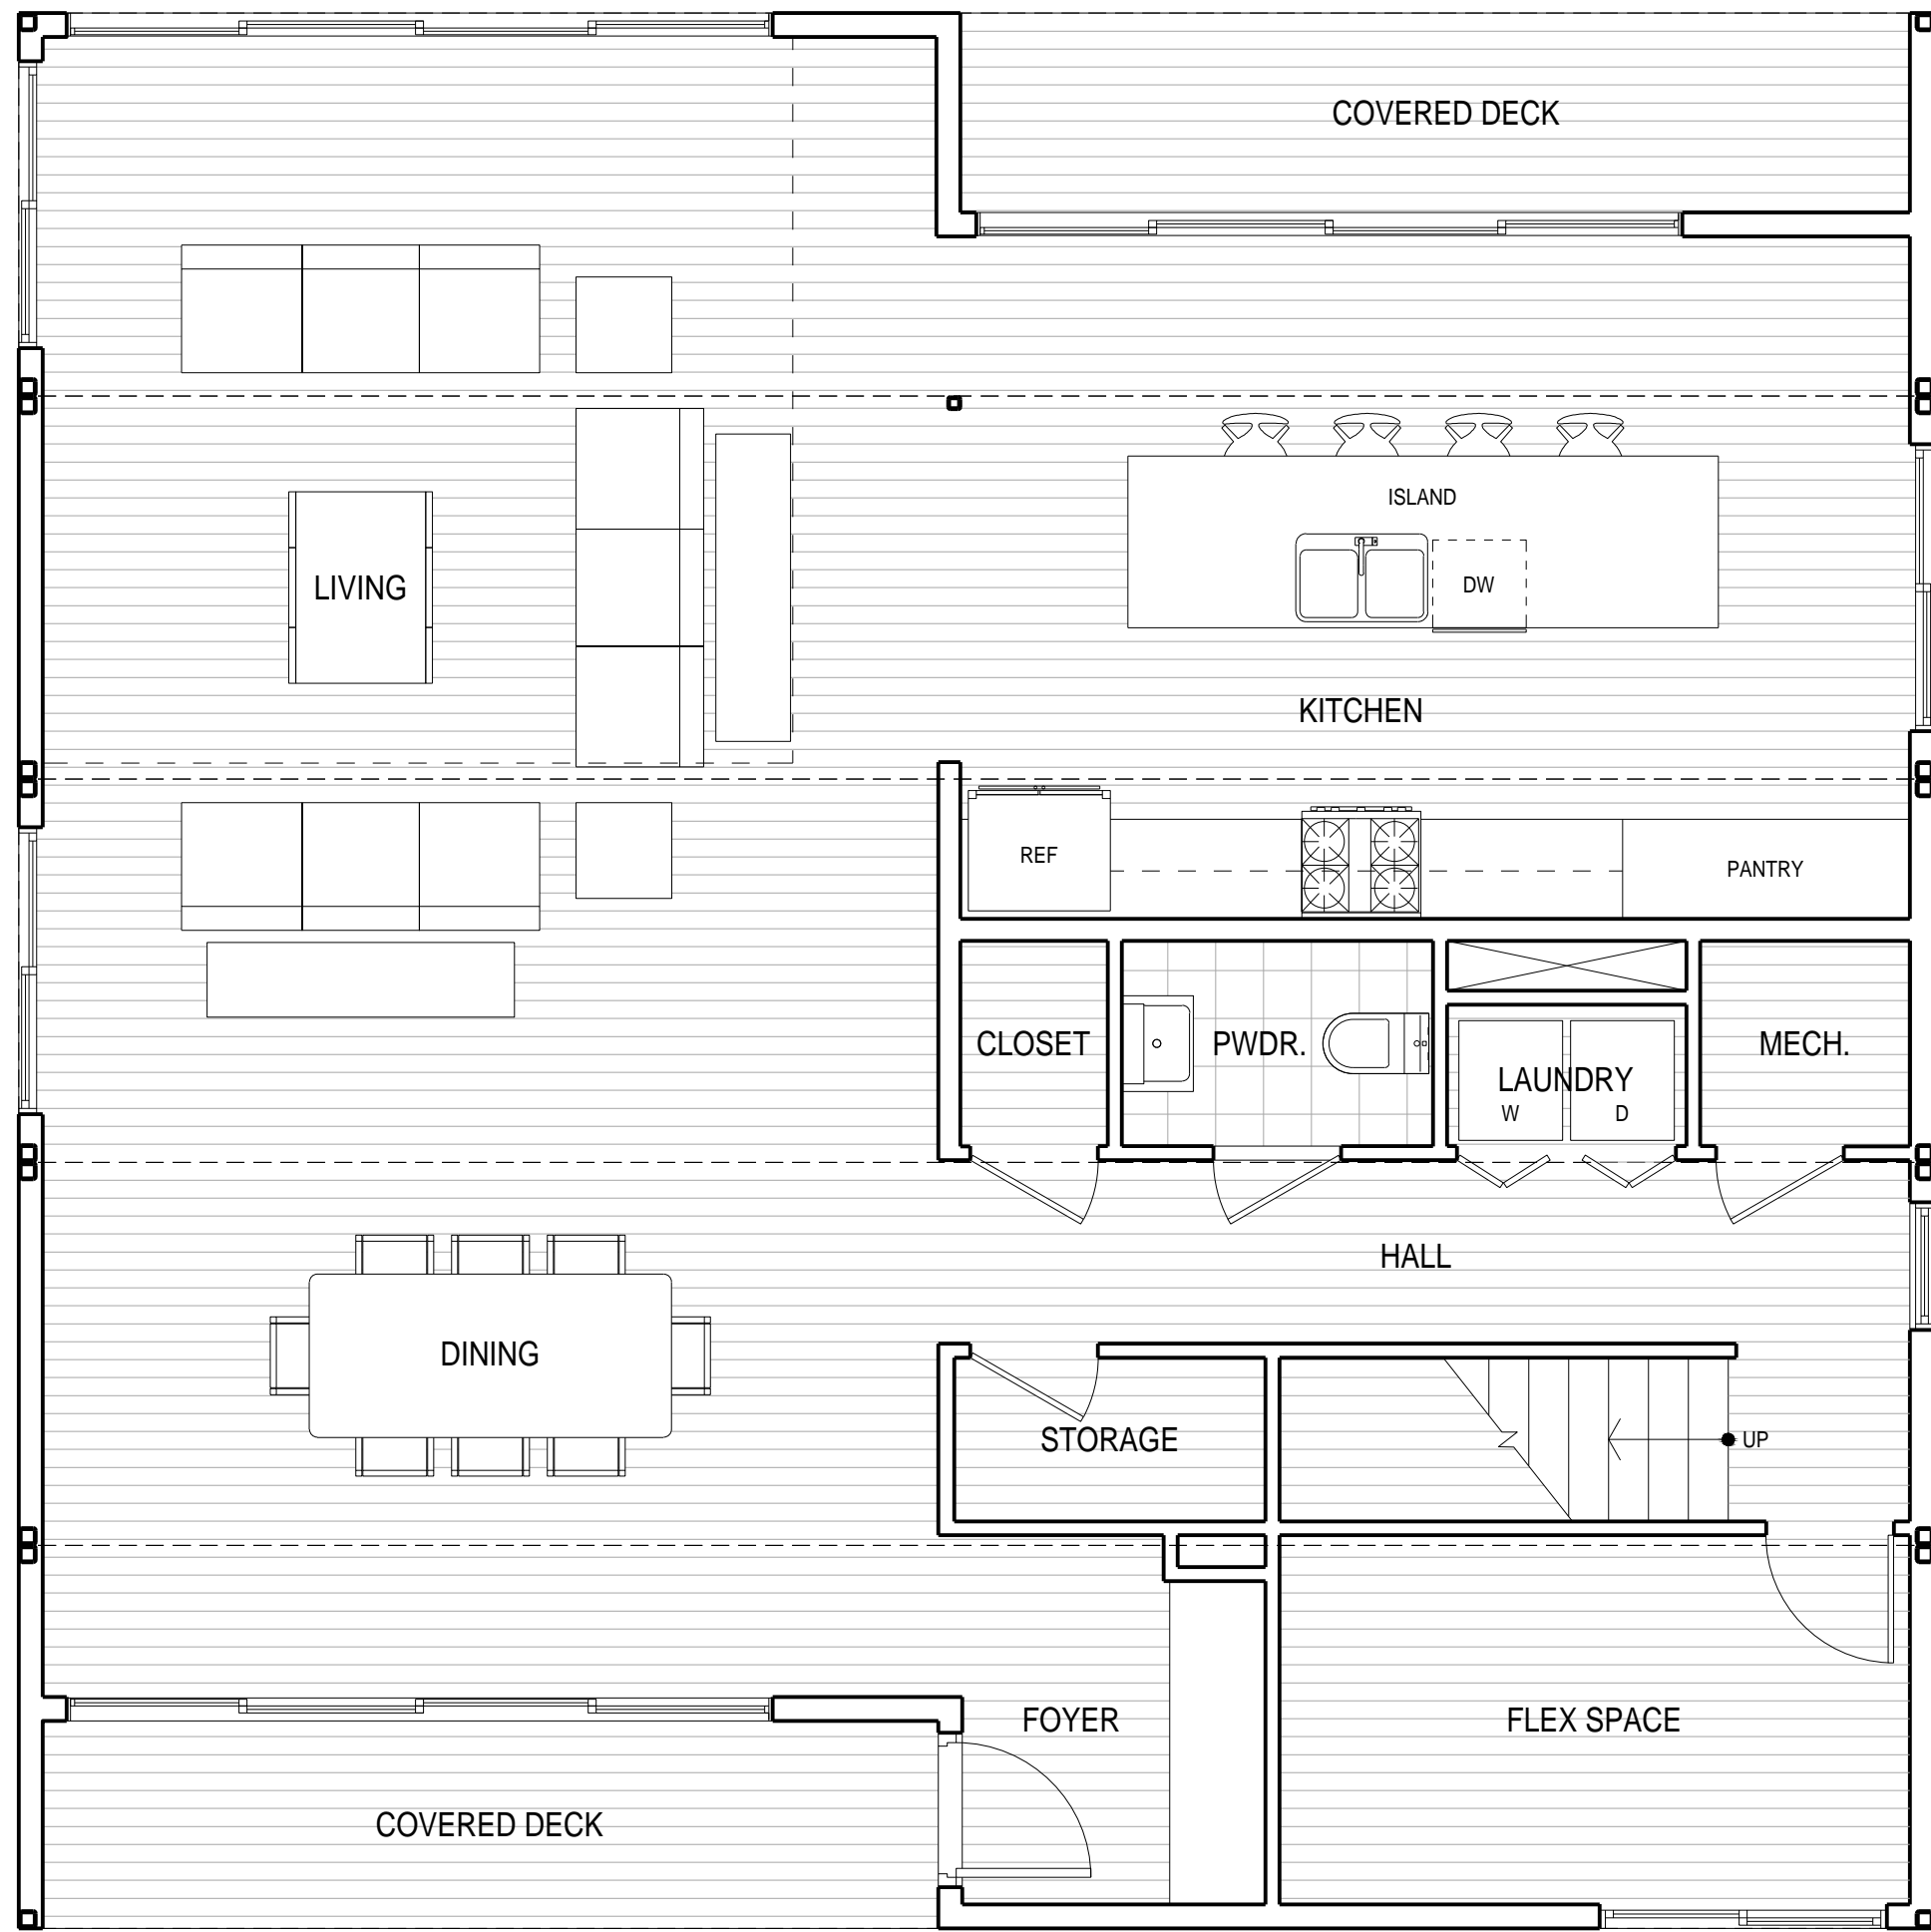 COVERED DECK
ISLAND
LIVING
DW
KITCHEN
REF
PANTRY
CLOSET
PWDR.
LAUNDRY
W
D
MECH.
HALL
DINING
STORAGE
UP
FOYER
FLEX SPACE
COVERED DECK